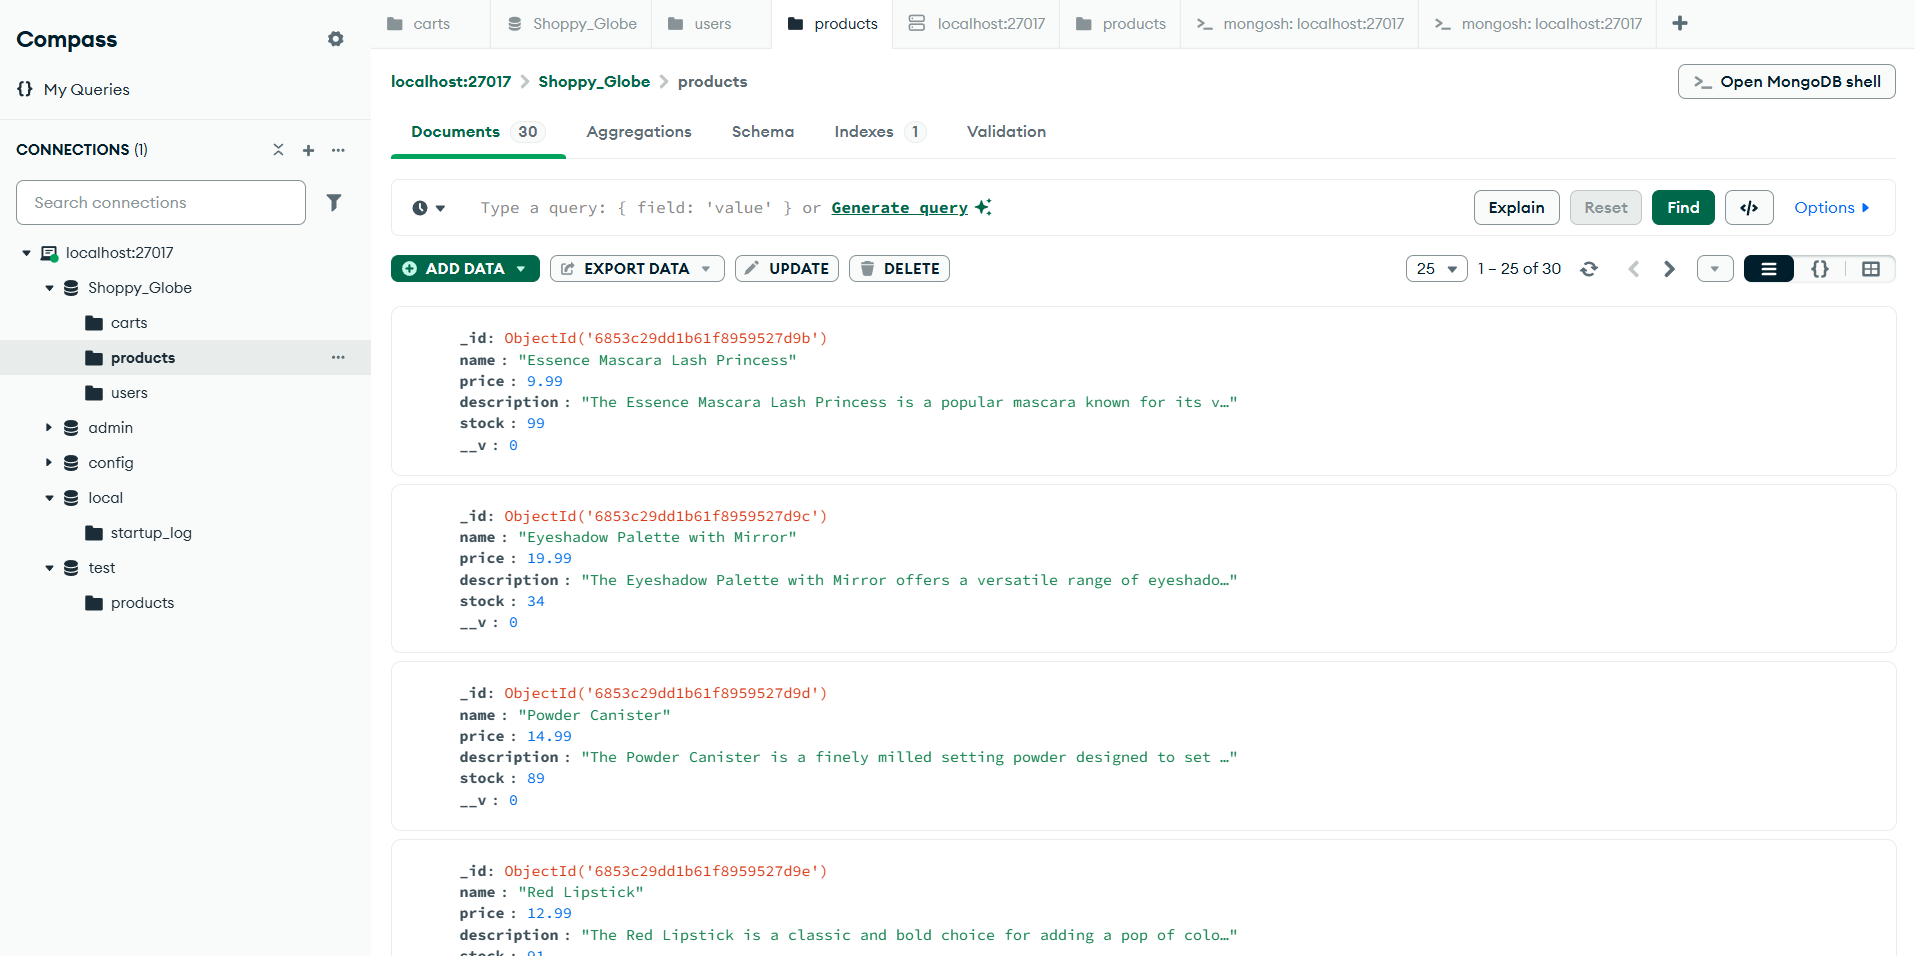 Compass
My Queries
CONNECTIONS (1)
Search connections
localhost:27017
Shoppy_Globe
carts
products
users
admin
config
local
startup_log
test
products
carts
Shoppy_Globe
users
products
localhost:27017
products
mongosh: localhost:27017
mongosh: localhost:27017
localhost:27017 > Shoppy_Globe > products
>_ Open MongoDB shell
Documents 30 Aggregations Schema Indexes 1 Validation
Type a query: { field: 'value' } or Generate query
Explain Reset Find </> Options
ADD DATA EXPORT DATA UPDATE DELETE
25 1 – 25 of 30 {}
_id: ObjectId('6853c29dd1b61f8959527d9b')
name : "Essence Mascara Lash Princess"
price : 9.99
description : "The Essence Mascara Lash Princess is a popular mascara known for its v…"
stock : 99
__v : 0
_id: ObjectId('6853c29dd1b61f8959527d9c')
name : "Eyeshadow Palette with Mirror"
price : 19.99
description : "The Eyeshadow Palette with Mirror offers a versatile range of eyeshado…"
stock : 34
__v : 0
_id: ObjectId('6853c29dd1b61f8959527d9d')
name : "Powder Canister"
price : 14.99
description : "The Powder Canister is a finely milled setting powder designed to set …"
stock : 89
__v : 0
_id: ObjectId('6853c29dd1b61f8959527d9e')
name : "Red Lipstick"
price : 12.99
description : "The Red Lipstick is a classic and bold choice for adding a pop of colo…"
stock : 91